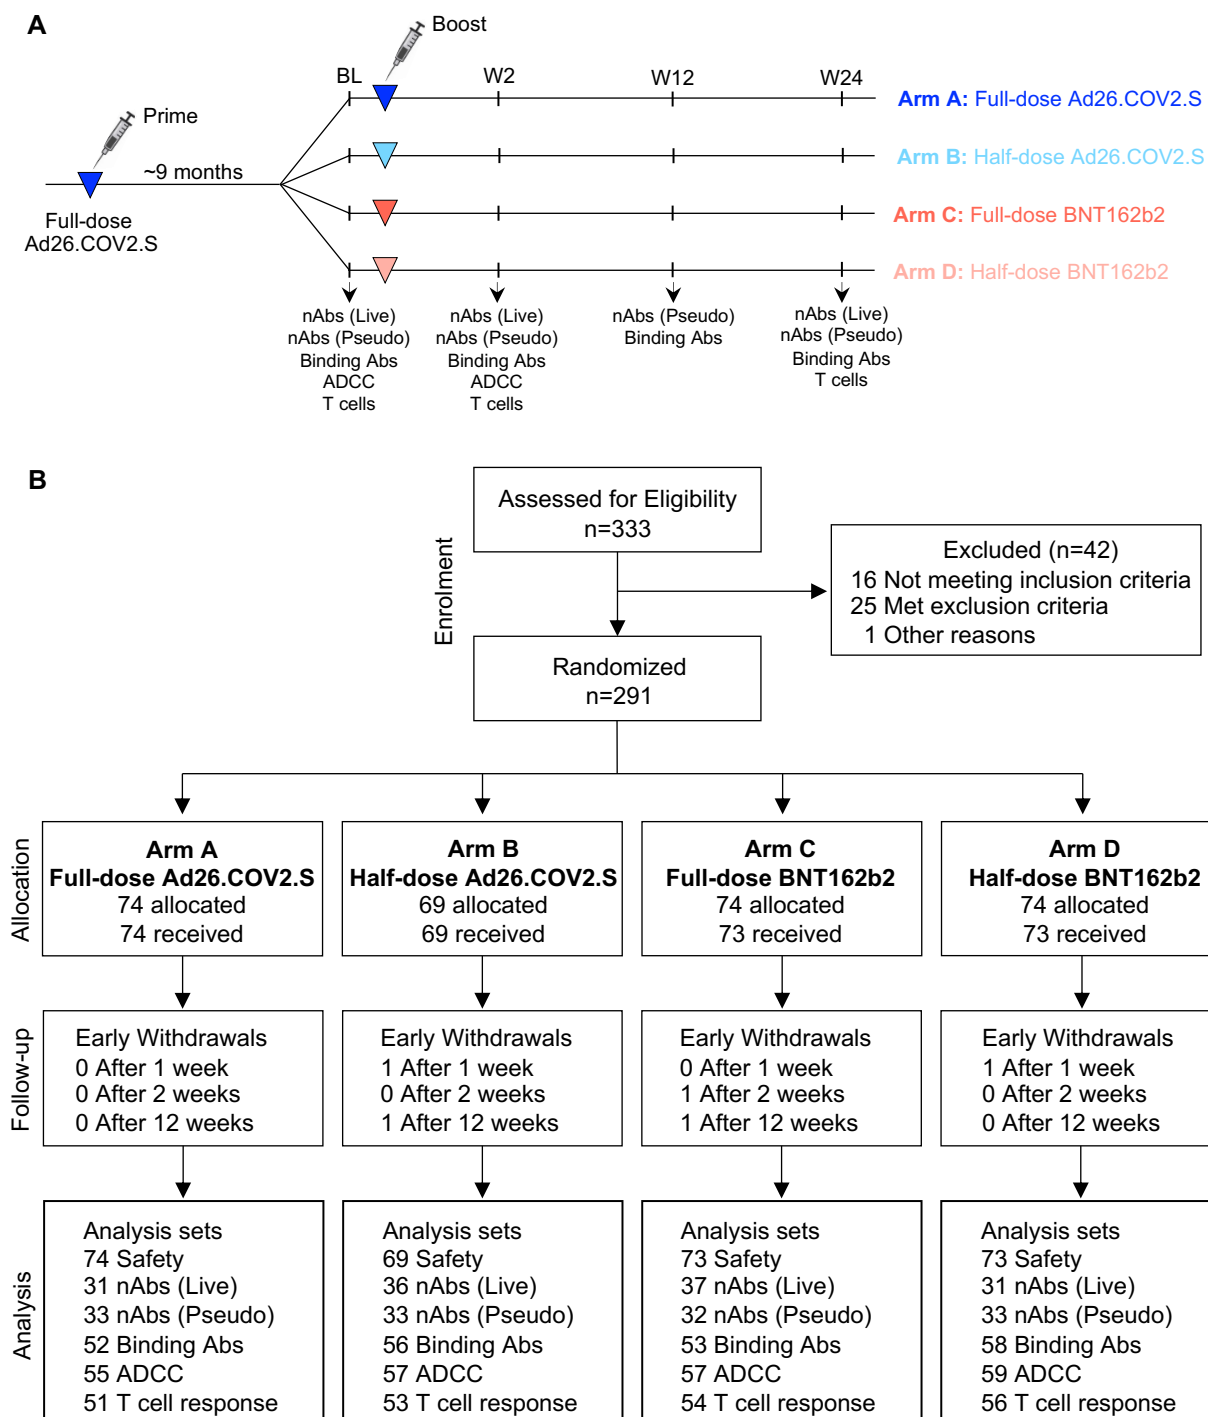 A
Boost
Prime
BL
W2
W12
W24
~9 months
Full-dose
Ad26.COV2.S
Arm A: Full-dose Ad26.COV2.S
Arm B: Half-dose Ad26.COV2.S
Arm C: Full-dose BNT162b2
Arm D: Half-dose BNT162b2
nAbs (Live)
nAbs (Pseudo)
Binding Abs
ADCC
T cells
nAbs (Live)
nAbs (Pseudo)
Binding Abs
ADCC
T cells
nAbs (Pseudo)
Binding Abs
nAbs (Live)
nAbs (Pseudo)
Binding Abs
T cells
B
Enrolment
Assessed for Eligibility
n=333
Excluded (n=42)
16 Not meeting inclusion criteria
25 Met exclusion criteria
1 Other reasons
Randomized
n=291
Allocation
Arm A
Full-dose Ad26.COV2.S
74 allocated
74 received
Arm B
Half-dose Ad26.COV2.S
69 allocated
69 received
Arm C
Full-dose BNT162b2
74 allocated
73 received
Arm D
Half-dose BNT162b2
74 allocated
73 received
Follow-up
Early Withdrawals
0 After 1 week
0 After 2 weeks
0 After 12 weeks
Early Withdrawals
1 After 1 week
0 After 2 weeks
1 After 12 weeks
Early Withdrawals
0 After 1 week
1 After 2 weeks
1 After 12 weeks
Early Withdrawals
1 After 1 week
0 After 2 weeks
0 After 12 weeks
Analysis
Analysis sets
74 Safety
31 nAbs (Live)
33 nAbs (Pseudo)
52 Binding Abs
55 ADCC
51 T cell response
Analysis sets
69 Safety
36 nAbs (Live)
33 nAbs (Pseudo)
56 Binding Abs
57 ADCC
53 T cell response
Analysis sets
73 Safety
37 nAbs (Live)
32 nAbs (Pseudo)
53 Binding Abs
57 ADCC
54 T cell response
Analysis sets
73 Safety
31 nAbs (Live)
33 nAbs (Pseudo)
58 Binding Abs
59 ADCC
56 T cell response